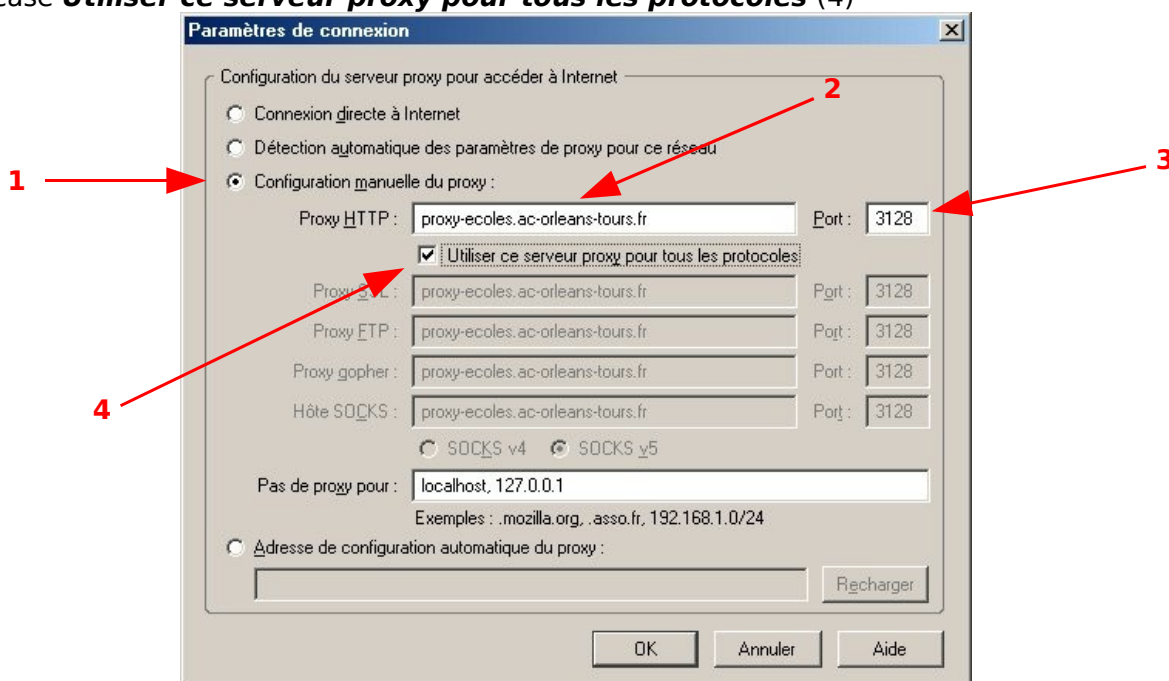 case Utiliser ce serveur proxy pour tous les protocoles (4)
Paramètres de connexion
Configuration du serveur proxy pour accéder à Internet
2
Connexion directe à Internet
Détection automatique des paramètres de proxy pour ce réseau
3
1
Configuration manuelle du proxy :
Proxy HTTP : proxy-ecoles.ac-orleans-tours.fr Port : 3128
Utiliser ce serveur proxy pour tous les protocoles
Proxy SSL : proxy-ecoles.ac-orleans-tours.fr Port : 3128
Proxy FTP : proxy-ecoles.ac-orleans-tours.fr Port : 3128
Proxy gopher : proxy-ecoles.ac-orleans-tours.fr Port : 3128
4
Hôte SOCKS : proxy-ecoles.ac-orleans-tours.fr Port : 3128
SOCKS v4 SOCKS v5
Pas de proxy pour : localhost, 127.0.0.1
Exemples : .mozilla.org, .asso.fr, 192.168.1.0/24
Adresse de configuration automatique du proxy :
Recharger
OK Annuler Aide